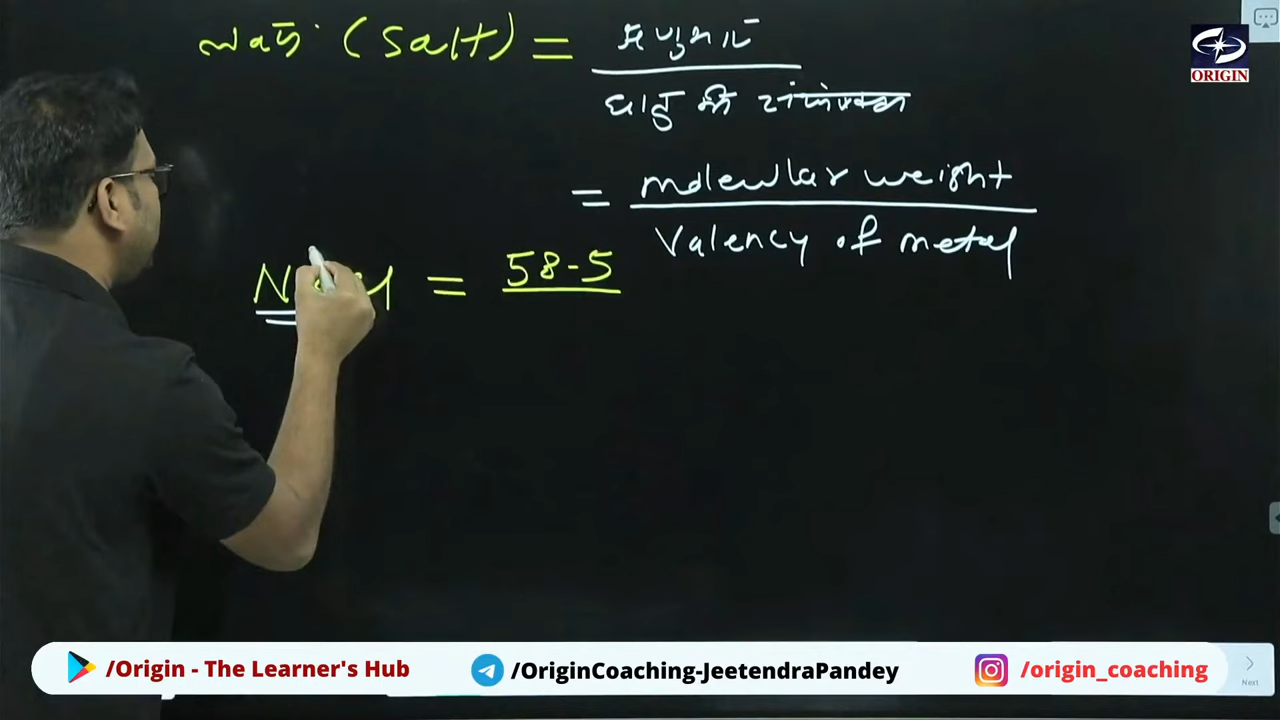 लवण (Salt) = अणुभार
धातु की संयोजकता
= molecular weight
Valency of metal
= 58-5
ORIGIN
Next
/Origin - The Learner's Hub
/OriginCoaching-JeetendraPandey
/origin_coaching